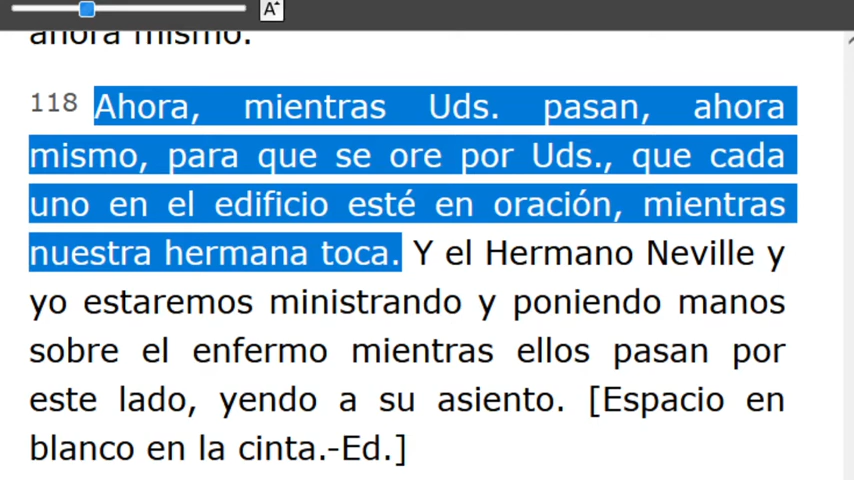 A
ahora mismo.
118 Ahora, mientras Uds. pasan, ahora
mismo, para que se ore por Uds., que cada
uno en el edificio esté en oración, mientras
nuestra hermana toca. Y el Hermano Neville y
yo estaremos ministrando y poniendo manos
sobre el enfermo mientras ellos pasan por
este lado, yendo a su asiento. [Espacio en
blanco en la cinta.-Ed.]